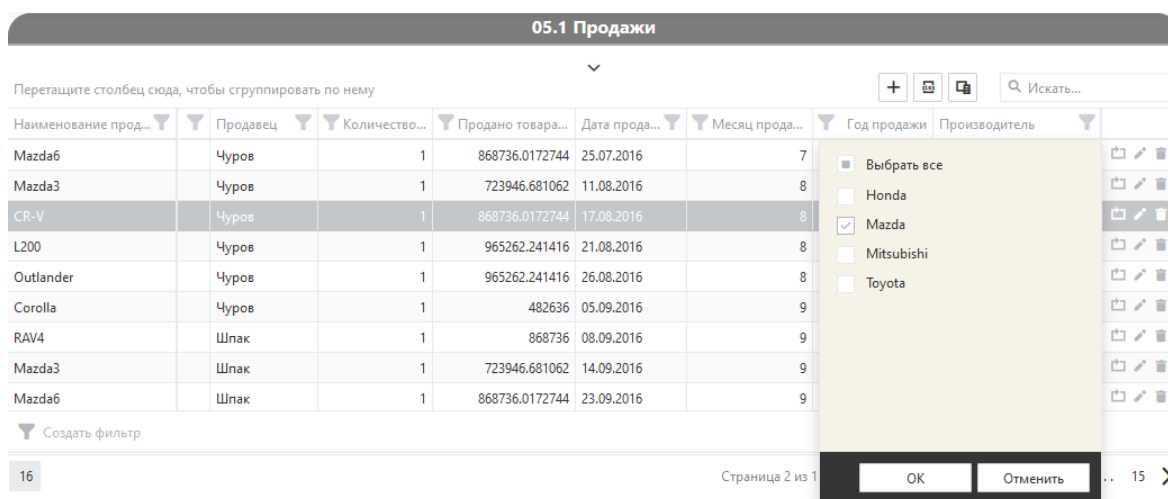 05.1 Продажи
Перетащите столбец сюда, чтобы сгруппировать по нему
Искать...
Наименование прод... Продавец Количество... Продано товара... Дата прода... Месяц прода... Год продажи Производитель
Mazda6 Чуров 1 868736.0172744 25.07.2016 7
Mazda3 Чуров 1 723946.681062 11.08.2016 8
CR-V Чуров 1 868736.0172744 17.08.2016 8
L200 Чуров 1 965262.241416 21.08.2016 8
Outlander Чуров 1 965262.241416 26.08.2016 8
Corolla Чуров 1 482636 05.09.2016 9
RAV4 Шпак 1 868736 08.09.2016 9
Mazda3 Шпак 1 723946.681062 14.09.2016 9
Mazda6 Шпак 1 868736.0172744 23.09.2016 9
Выбрать все
Honda
Mazda
Mitsubishi
Toyota
Создать фильтр
16 Страница 2 из 1 OK Отменить .. 15